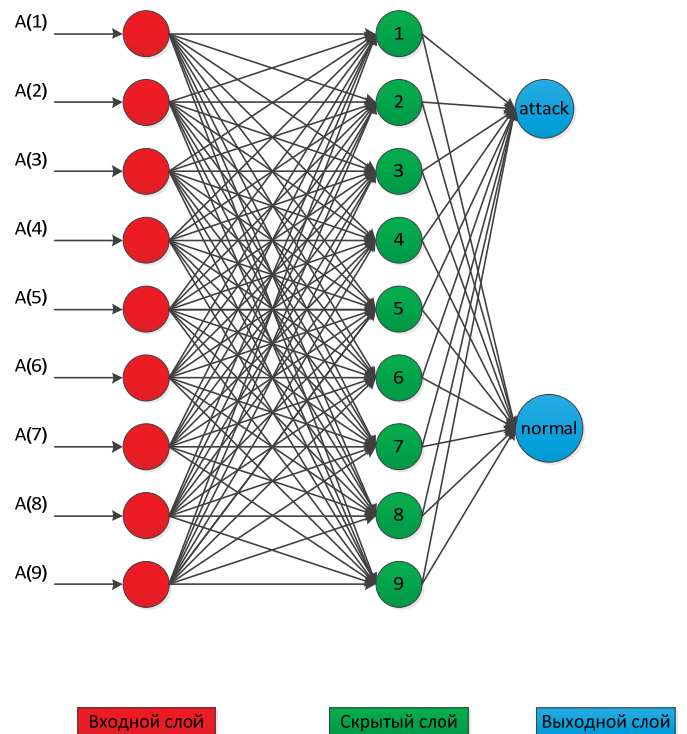 A(1)
1
A(2)
2
attack
A(3)
3
A(4)
4
A(5)
5
A(6)
6
normal
A(7)
7
A(8)
8
A(9)
9
Входной слой
Скрытый слой
Выходной слой